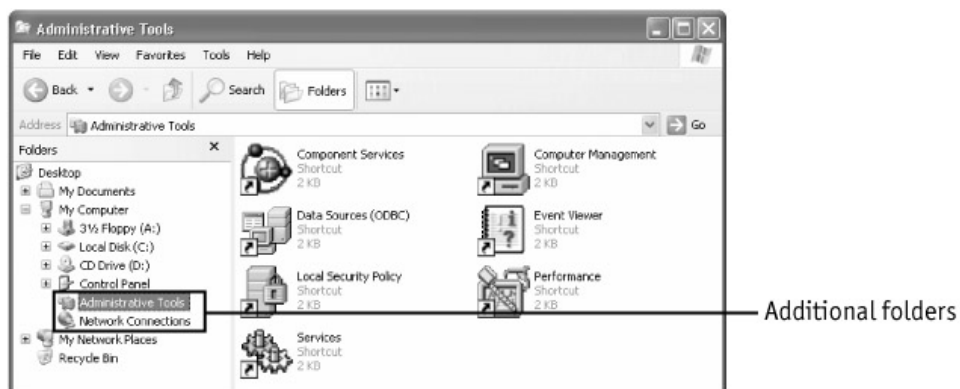 Administrative Tools
File Edit View Favorites Tools Help
Back Search Folders
Address Administrative Tools Go
Folders x
Desktop
My Documents
My Computer
3½ Floppy (A:)
Local Disk (C:)
CD Drive (D:)
Control Panel
Administrative Tools
Network Connections
My Network Places
Recycle Bin
Component Services
Shortcut
2 KB
Computer Management
Shortcut
2 KB
Data Sources (ODBC)
Shortcut
2 KB
Event Viewer
Shortcut
2 KB
Local Security Policy
Shortcut
2 KB
Performance
Shortcut
2 KB
Services
Shortcut
2 KB
Additional folders